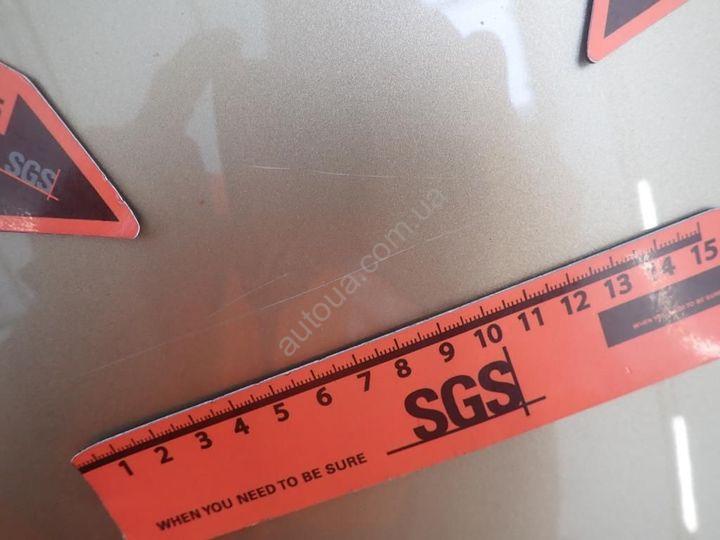 SGS
autoua.com.ua
1 2 3 4 5 6 7 8 9 10 11 12 13 14 15
SGS
WHEN YOU NEED TO BE SURE